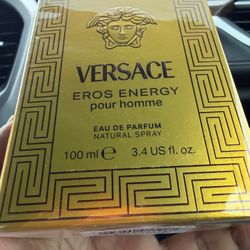 VERSACE
EROS ENERGY
pour homme
EAU DE PARFUM
NATURAL SPRAY
100 ml ℮ 3.4 US fl. oz.